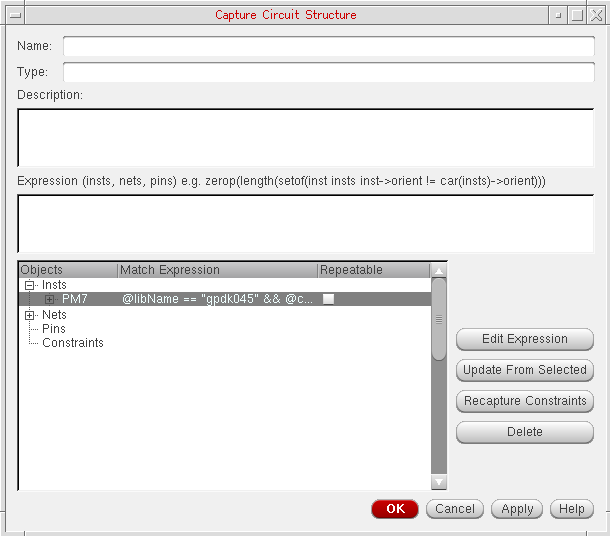 Capture Circuit Structure
Name:
Type:
Description:
Expression (insts, nets, pins) e.g. zerop(length(setof(inst insts inst->orient != car(insts)->orient)))
Objects Match Expression Repeatable
Insts
PM7 @libName == "gpdk045" && @c...
Nets
Pins
Constraints
Edit Expression
Update From Selected
Recapture Constraints
Delete
OK Cancel Apply Help